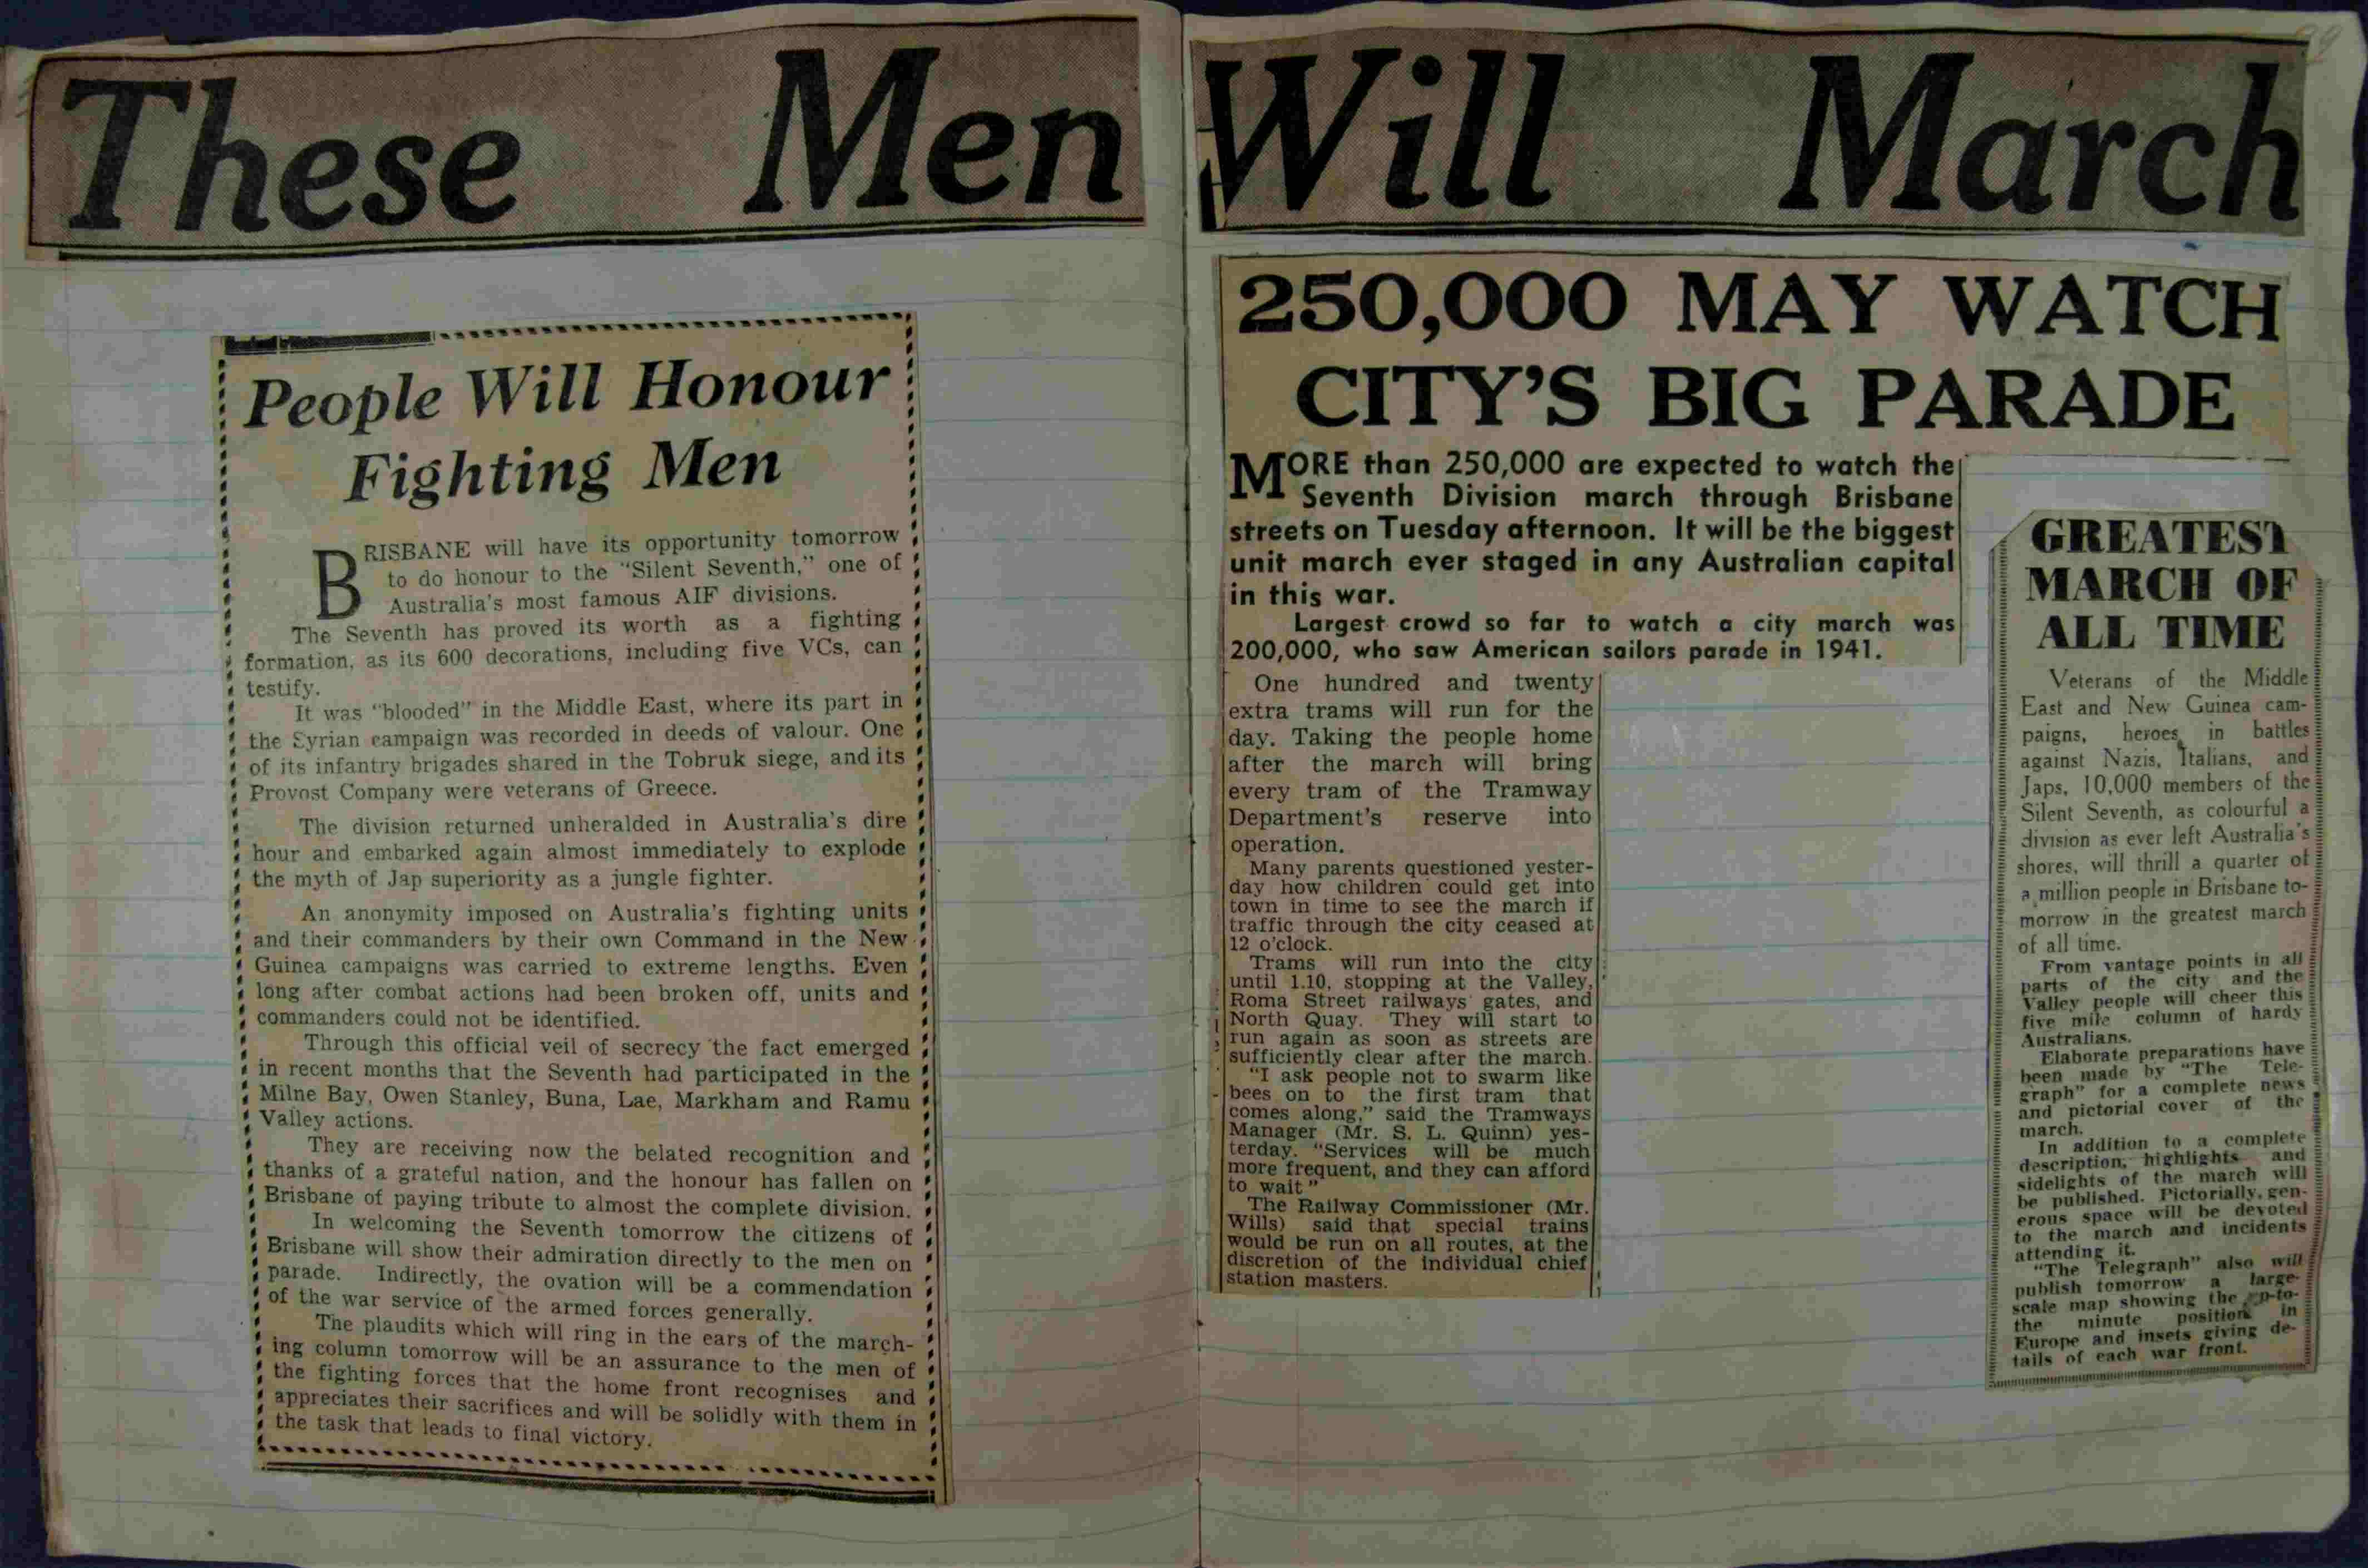 These Men Will March
People Will Honour
Fighting Men
BRISBANE will have its opportunity tomorrow
to do honour to the "Silent Seventh," one of
Australia's most famous AIF divisions.
The Seventh has proved its worth as a fighting
formation, as its 600 decorations, including five VCs, can
testify.
It was "blooded" in the Middle East, where its part in
the Syrian campaign was recorded in deeds of valour. One
of its infantry brigades shared in the Tobruk siege, and its
Provost Company were veterans of Greece.
The division returned unheralded in Australia's dire
hour and embarked again almost immediately to explode
the myth of Jap superiority as a jungle fighter.
An anonymity imposed on Australia's fighting units
and their commanders by their own Command in the New
Guinea campaigns was carried to extreme lengths. Even
long after combat actions had been broken off, units and
commanders could not be identified.
Through this official veil of secrecy the fact emerged
in recent months that the Seventh had participated in the
Milne Bay, Owen Stanley, Buna, Lae, Markham and Ramu
Valley actions.
They are receiving now the belated recognition and
thanks of a grateful nation, and the honour has fallen on
Brisbane of paying tribute to almost the complete division.
In welcoming the Seventh tomorrow the citizens of
Brisbane will show their admiration directly to the men on
parade. Indirectly, the ovation will be a commendation
of the war service of the armed forces generally.
The plaudits which will ring in the ears of the march-
ing column tomorrow will be an assurance to the men of
the fighting forces that the home front recognises and
appreciates their sacrifices and will be solidly with them in
the task that leads to final victory.
250,000 MAY WATCH
CITY'S BIG PARADE
MORE than 250,000 are expected to watch the
Seventh Division march through Brisbane
streets on Tuesday afternoon. It will be the biggest
unit march ever staged in any Australian capital
in this war.
Largest crowd so far to watch a city march was
200,000, who saw American sailors parade in 1941.
One hundred and twenty
extra trams will run for the
day. Taking the people home
after the march will bring
every tram of the Tramway
Department's reserve into
operation.
Many parents questioned yester-
day how children could get into
town in time to see the march if
traffic through the city ceased at
12 o'clock.
Trams will run into the city
until 1.10, stopping at the Valley,
Roma Street railways gates, and
North Quay. They will start to
run again as soon as streets are
sufficiently clear after the march.
"I ask people not to swarm like
bees on to the first tram that
comes along," said the Tramways
Manager (Mr. S. L. Quinn) yes-
terday. "Services will be much
more frequent, and they can afford
to wait"
The Railway Commissioner (Mr.
Wills) said that special trains
would be run on all routes, at the
discretion of the individual chief
station masters.
GREATEST
MARCH OF
ALL TIME
Veterans of the Middle
East and New Guinea cam-
paigns, heroes in battles
against Nazis, Italians, and
Japs, 10,000 members of the
Silent Seventh, as colourful a
division as ever left Australia's
shores, will thrill a quarter of
a million people in Brisbane to-
morrow in the greatest march
of all time.
From vantage points in all
parts of the city and the
Valley people will cheer this
five mile column of hardy
Australians.
Elaborate preparations have
been made by "The Tele-
graph" for a complete news
and pictorial cover of the
march.
In addition to a complete
description, highlights and
sidelights of the march will
be published. Pictorially, gen-
erous space will be devoted
to the march and incidents
attending it.
"The Telegraph" also will
publish tomorrow a large-
scale map showing the up-to-
the minute position in
Europe and insets giving de-
tails of each war front.